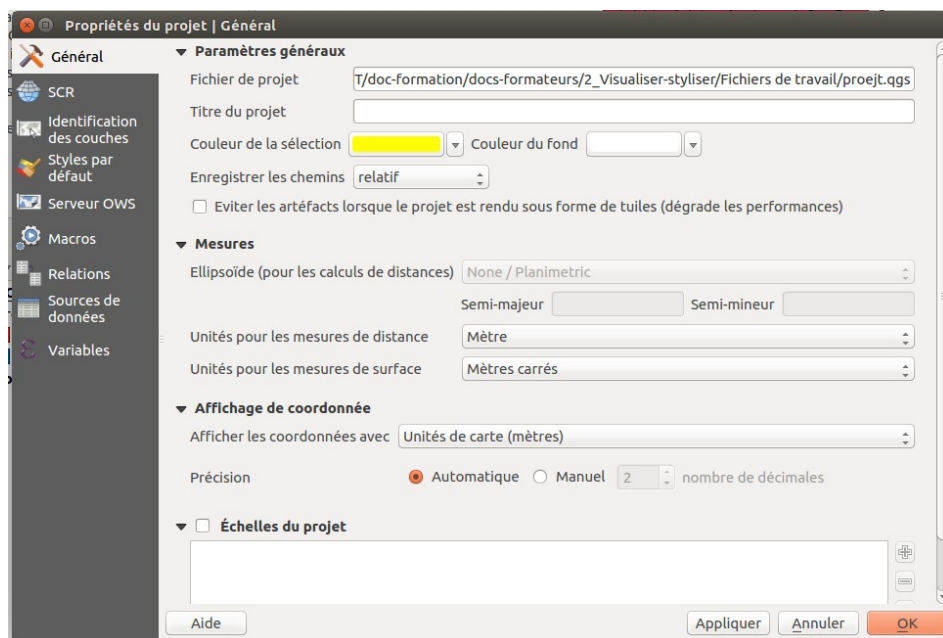 Propriétés du projet | Général
Général
SCR
Identification
des couches
Styles par
défaut
Serveur OWS
Macros
Relations
Sources de
données
Variables
Paramètres généraux
Fichier de projet T/doc-formation/docs-formateurs/2_Visualiser-styliser/Fichiers de travail/proejt.qgs
Titre du projet
Couleur de la sélection Couleur du fond
Enregistrer les chemins relatif
Eviter les artéfacts lorsque le projet est rendu sous forme de tuiles (dégrade les performances)
Mesures
Ellipsoïde (pour les calculs de distances) None / Planimetric
Semi-majeur Semi-mineur
Unités pour les mesures de distance Mètre
Unités pour les mesures de surface Mètres carrés
Affichage de coordonnée
Afficher les coordonnées avec Unités de carte (mètres)
Précision Automatique Manuel 2 nombre de décimales
Échelles du projet
Aide Appliquer Annuler OK